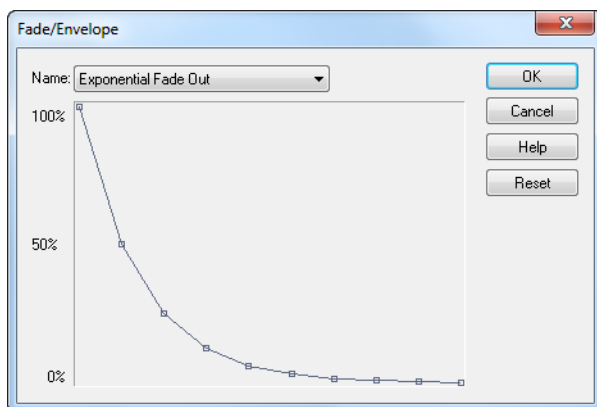 Fade/Envelope
Name: Exponential Fade Out
OK
100%
Cancel
Help
Reset
50%
0%